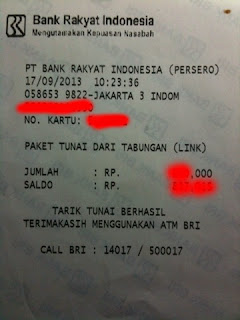 Bank Rakyat Indonesia
Mengutamakan Kepuasan Nasabah
PT BANK RAKYAT INDONESIA (PERSERO)
17/09/2013 10:23:36
058653 9822-JAKARTA 3 INDOM
NO. KARTU:
PAKET TUNAI DARI TABUNGAN (LINK)
JUMLAH : RP. ,000
SALDO : RP.
TARIK TUNAI BERHASIL
TERIMAKASIH MENGGUNAKAN ATM BRI
CALL BRI : 14017 / 500017